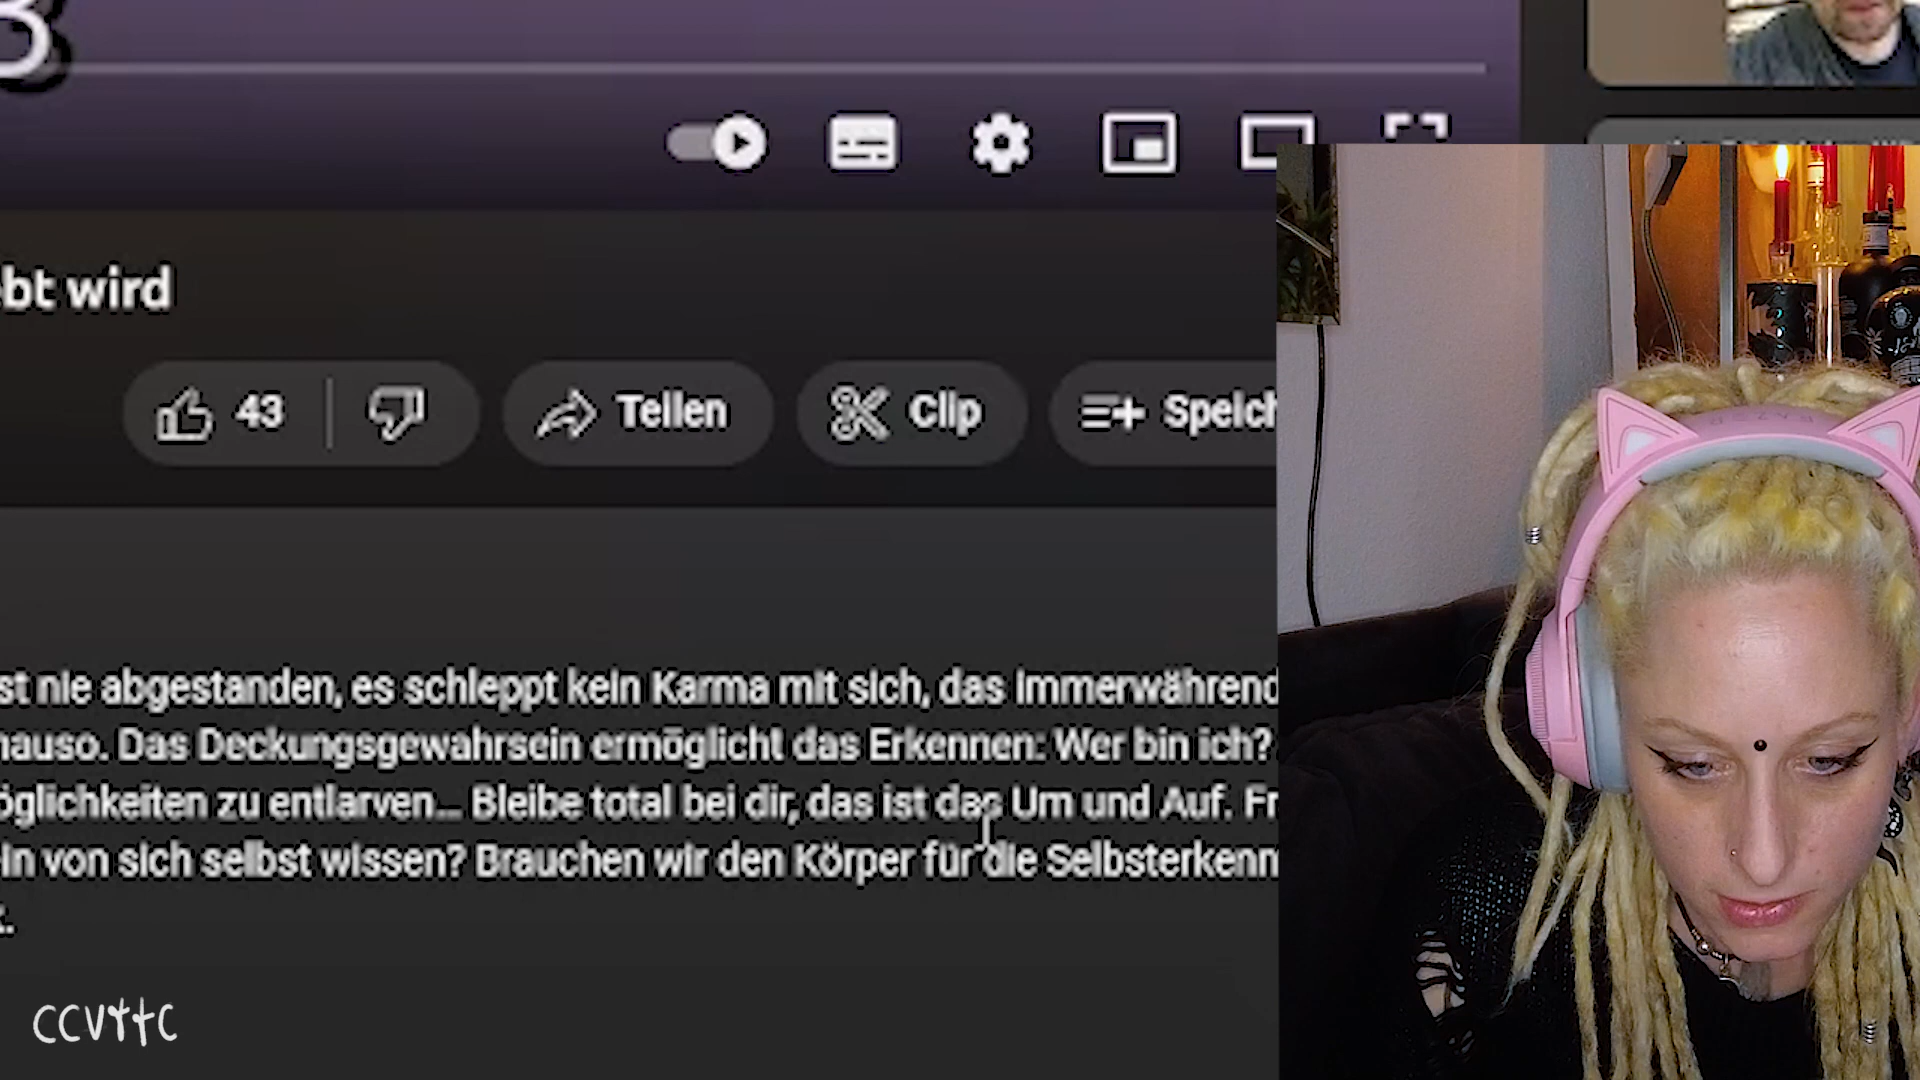 3
bt wird
43
Teilen
Clip
Speich
st nie abgestanden, es schleppt kein Karma mit sich, das immerwährend
nauso. Das Deckungsgewahrsein ermöglicht das Erkennen: Wer bin ich?
öglichkeiten zu entlarven... Bleibe total bei dir, das ist das Um und Auf. Fr
in von sich selbst wissen? Brauchen wir den Körper für die Selbsterkenn
CCVTTC